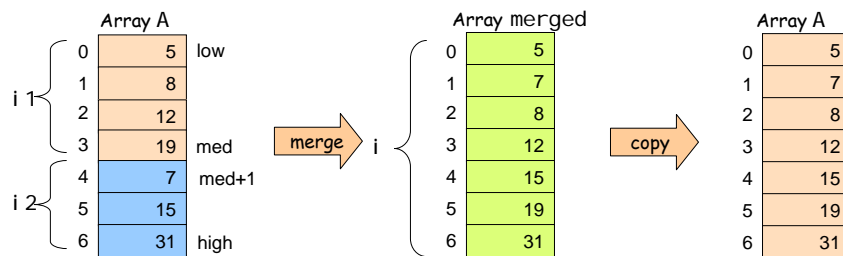 Array A Array merged Array A
0 5 low 0 5 0 5
1 8 1 7 1 7
i 1
2 12 2 8 2 8
3 19 med merge i 3 12 copy 3 12
4 7 med+1 4 15 4 15
i 2
5 15 5 19 5 19
6 31 high 6 31 6 31